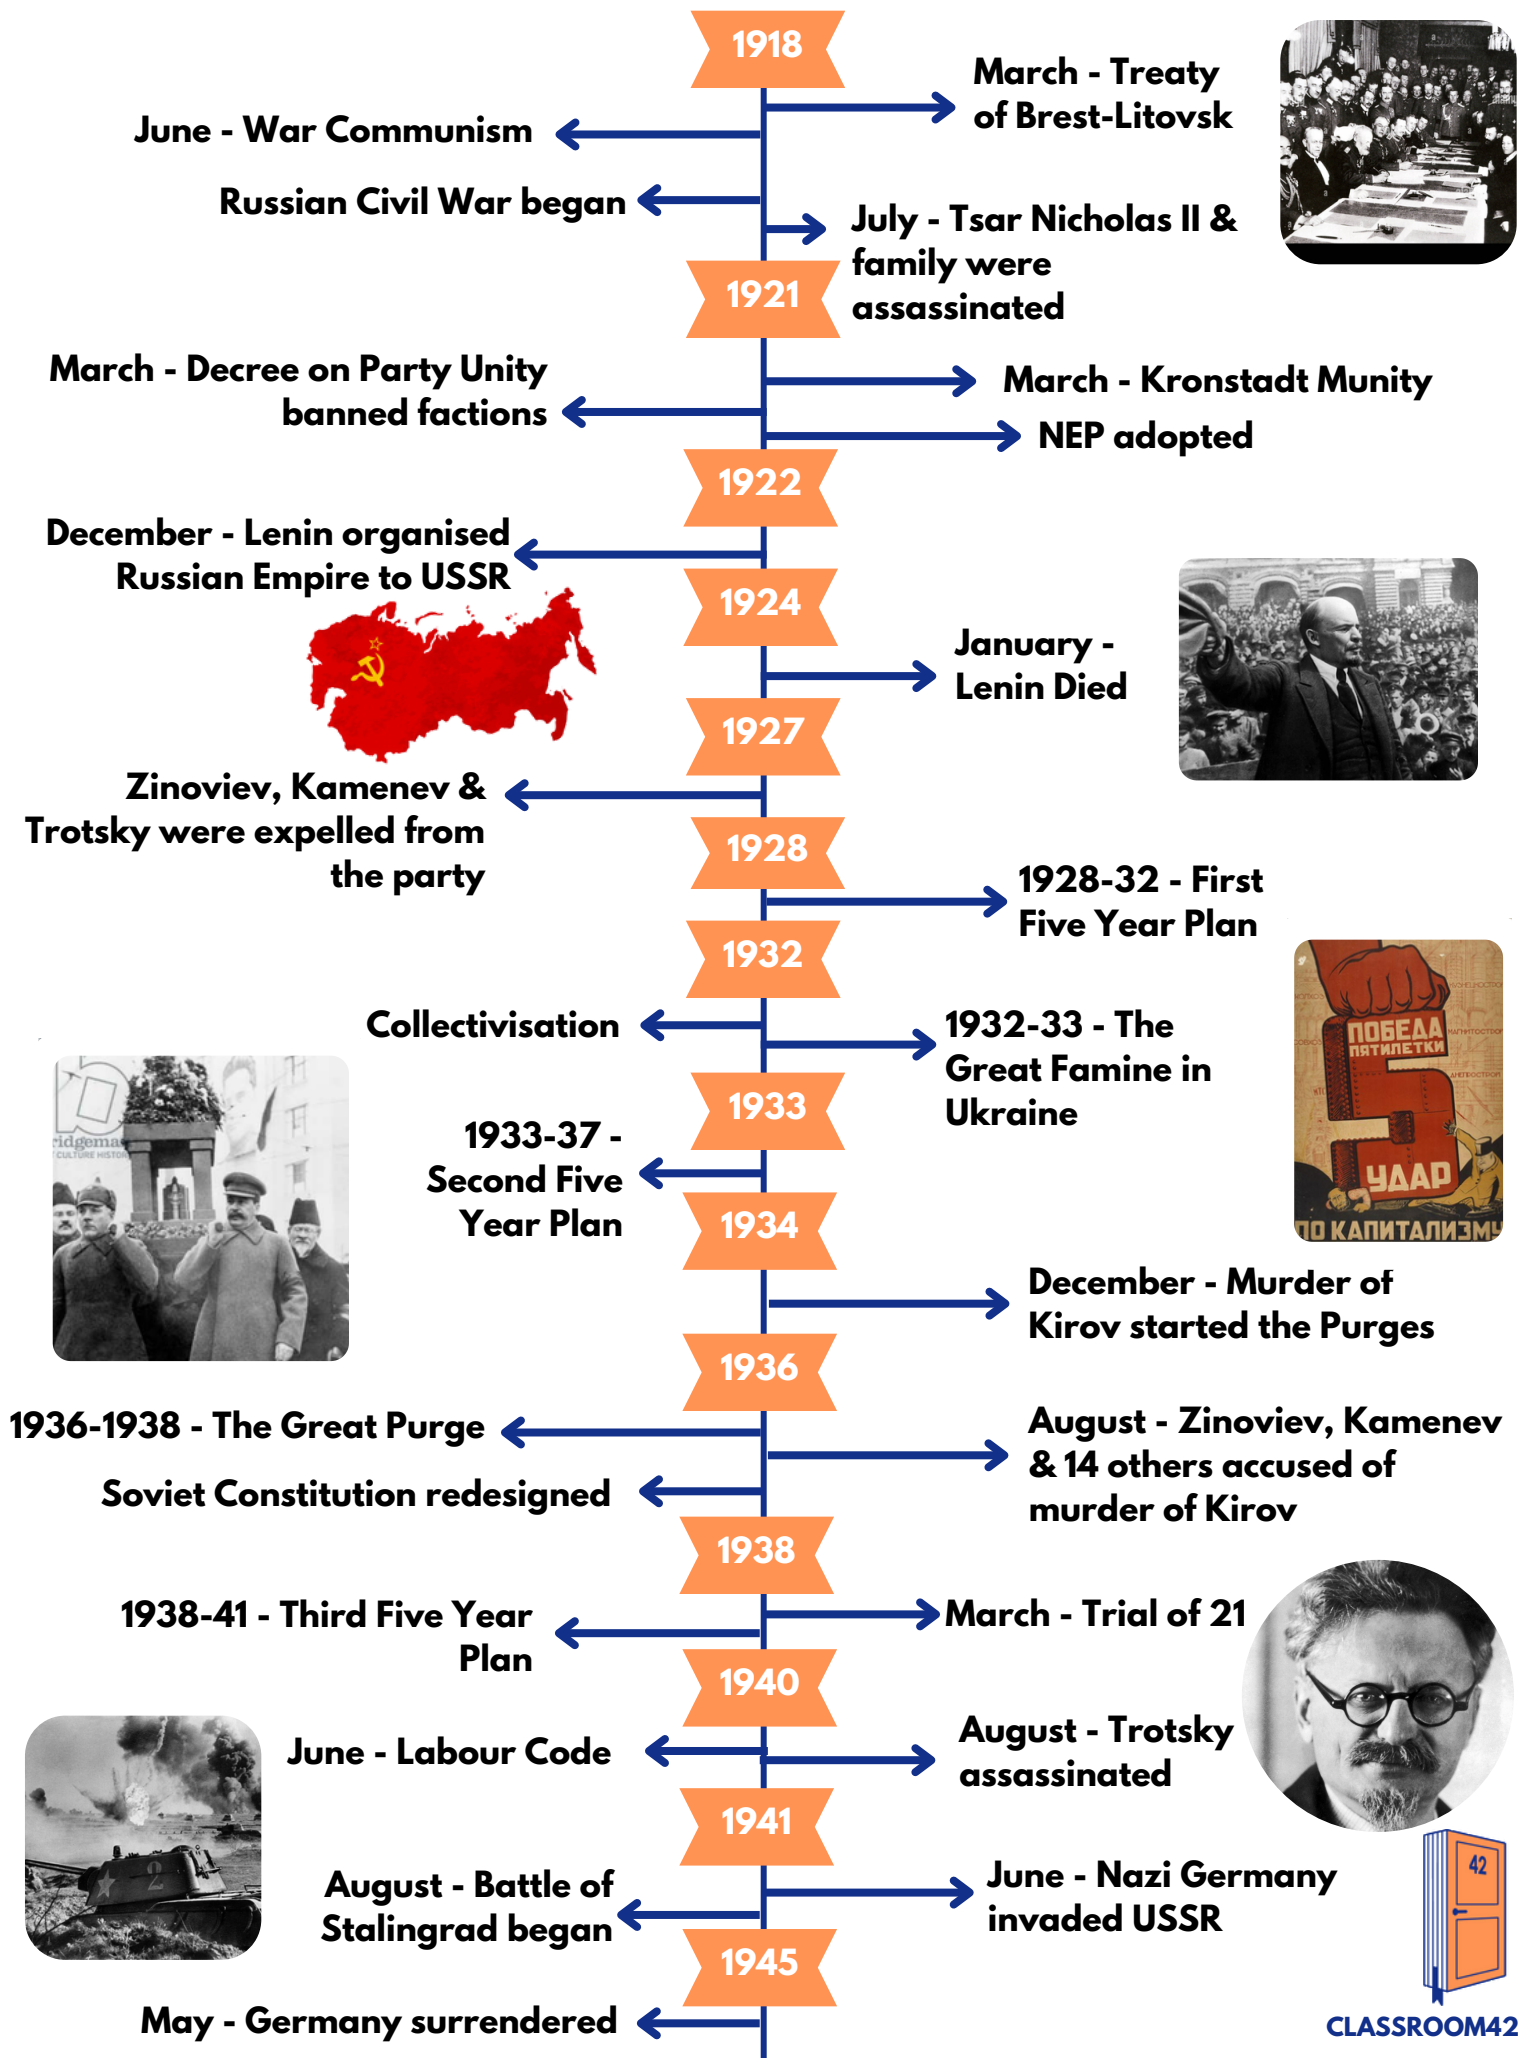 1918
March - Treaty
of Brest-Litovsk
June - War Communism
Russian Civil War began
July - Tsar Nicholas II &
family were
assassinated
1921
March - Decree on Party Unity
banned factions
March - Kronstadt Munity
NEP adopted
1922
December - Lenin organised
Russian Empire to USSR
1924
January -
Lenin Died
1927
Zinoviev, Kamenev &
Trotsky were expelled from
the party
1928
1928-32 - First
Five Year Plan
1932
Collectivisation
1932-33 - The
Great Famine in
Ukraine
ПОБЕДА
ПЯТИЛЕТКИ
УДАР
ПО КАПИТАЛИЗМУ
1933
1933-37 -
Second Five
Year Plan
1934
December - Murder of
Kirov started the Purges
1936
1936-1938 - The Great Purge
Soviet Constitution redesigned
August - Zinoviev, Kamenev
& 14 others accused of
murder of Kirov
1938
1938-41 - Third Five Year
Plan
March - Trial of 21
1940
June - Labour Code
August - Trotsky
assassinated
1941
2
August - Battle of
Stalingrad began
June - Nazi Germany
invaded USSR
42
1945
May - Germany surrendered
CLASSROOM42